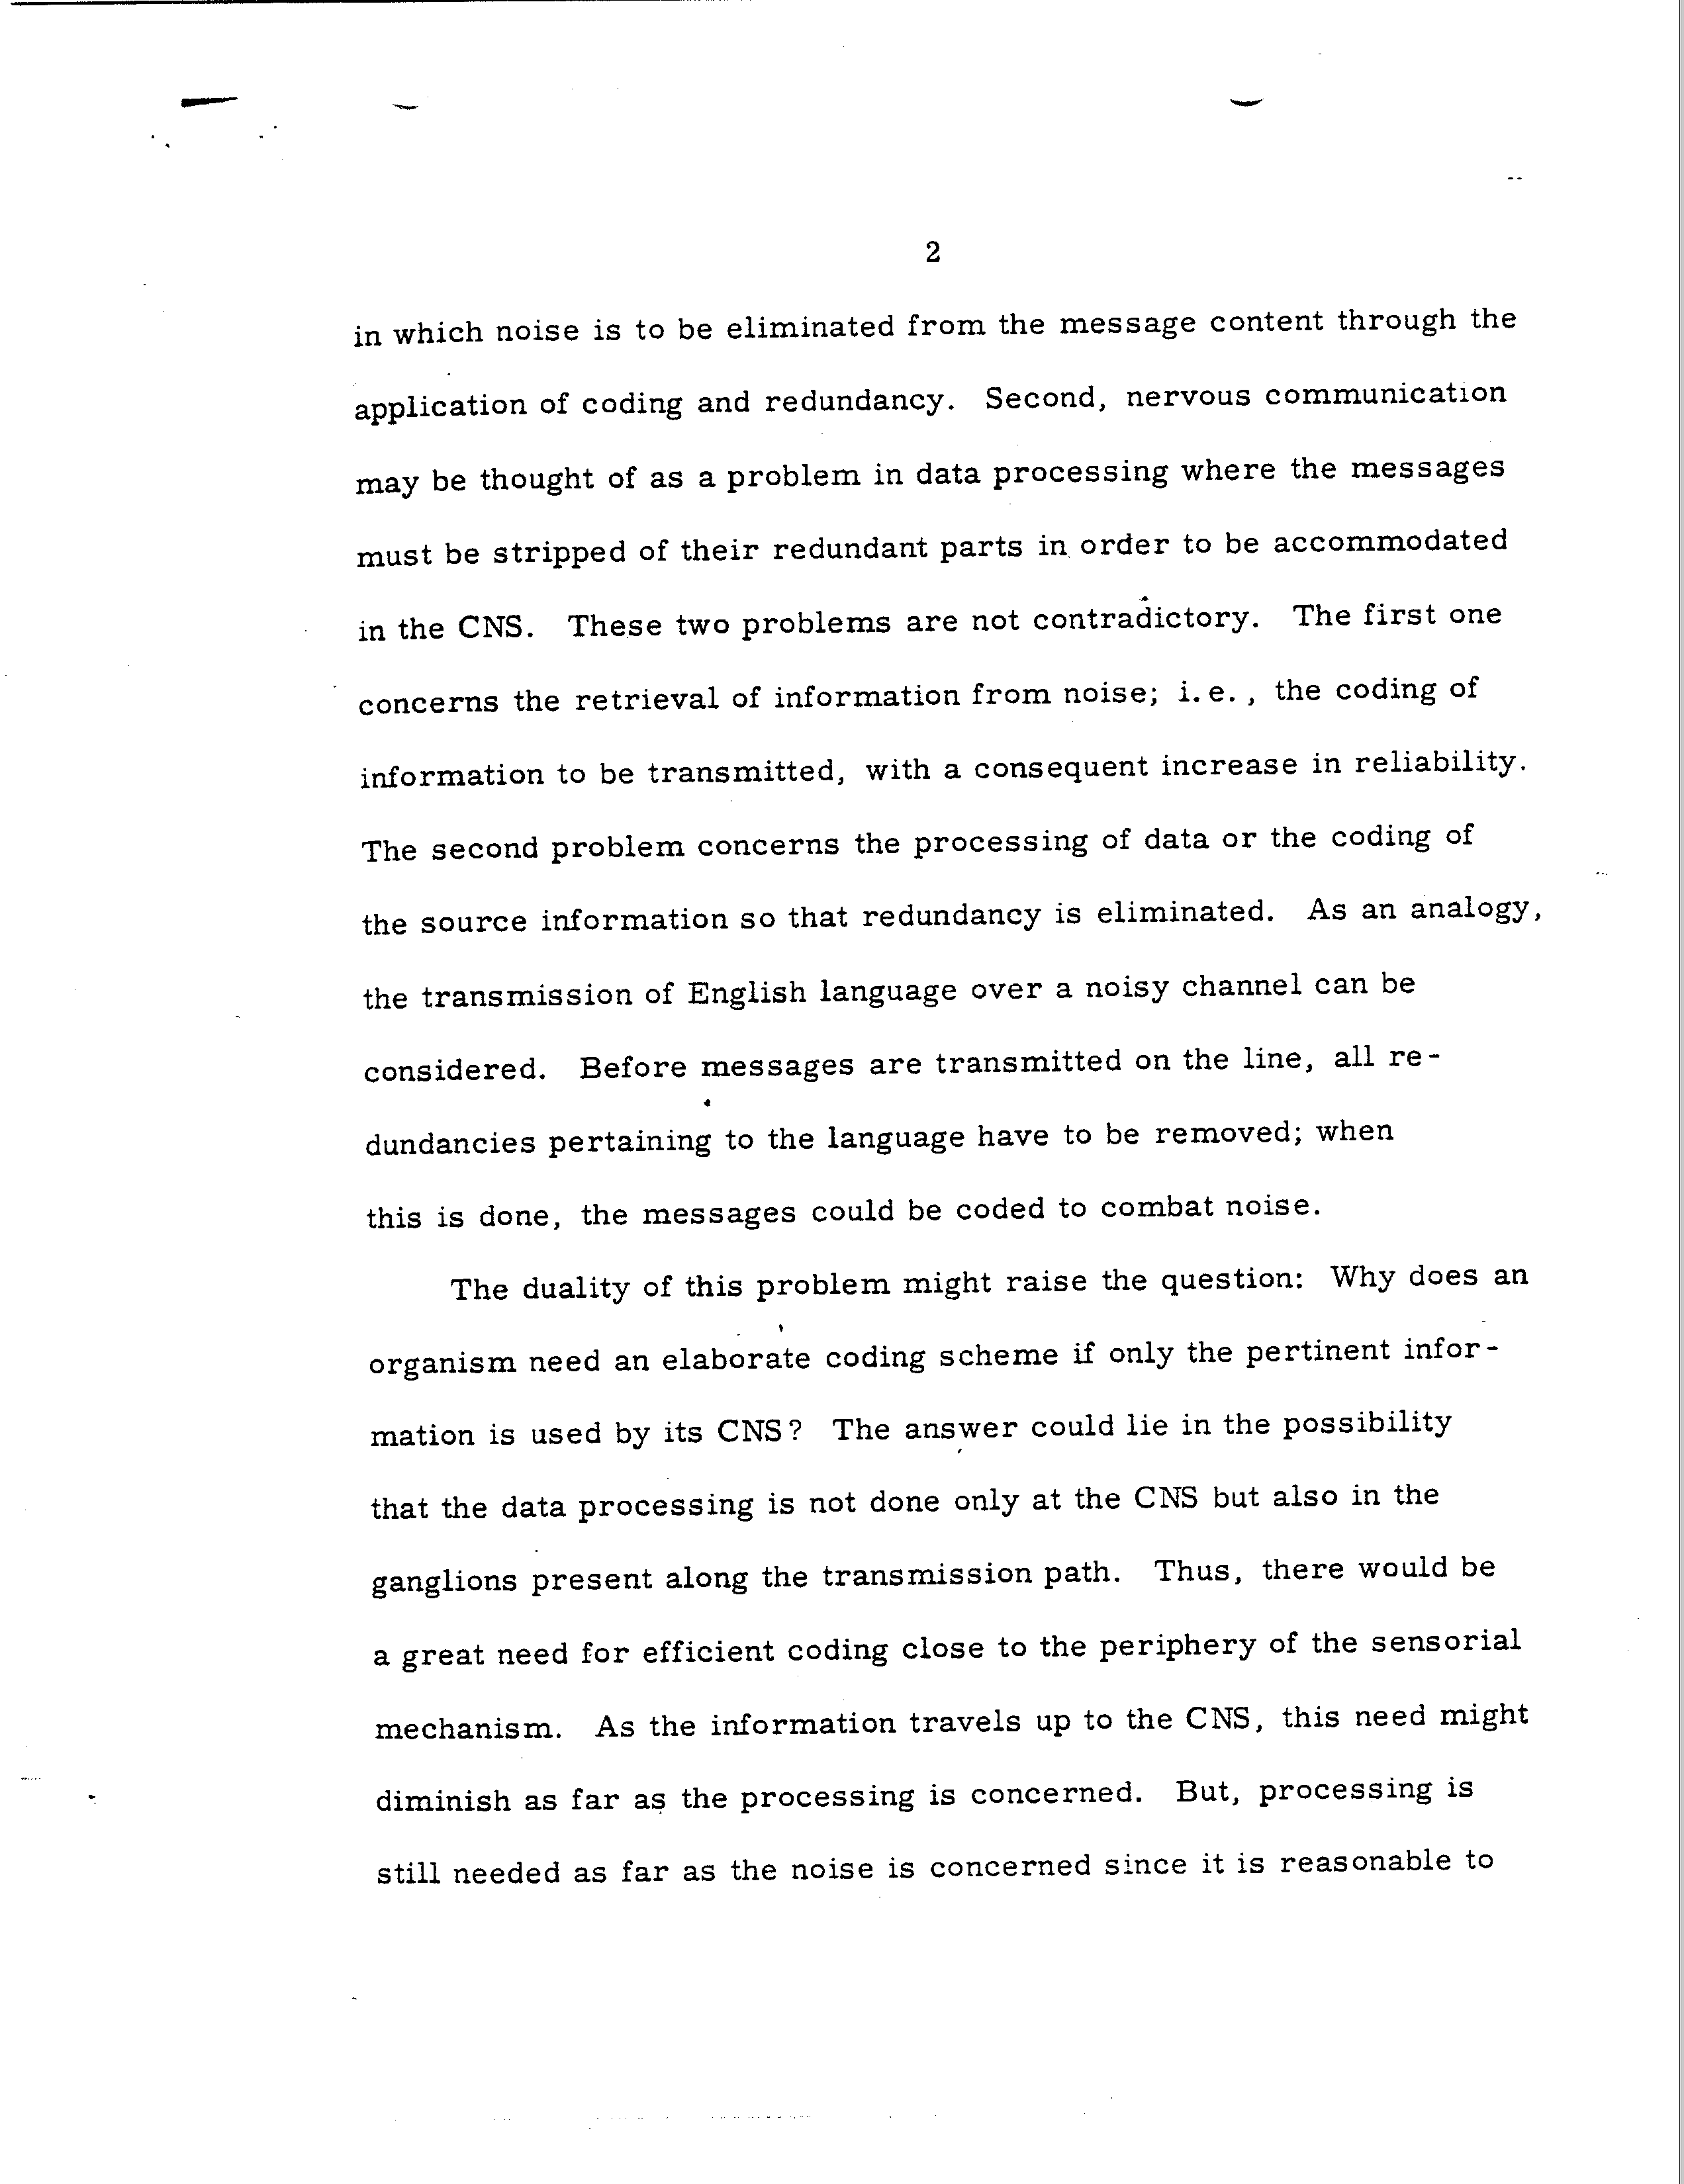 2
in which noise is to be eliminated from the message content through the
application of coding and redundancy. Second, nervous communication
may be thought of as a problem in data processing where the messages
must be stripped of their redundant parts in order to be accommodated
in the CNS. These two problems are not contradictory. The first one
concerns the retrieval of information from noise; i. e. , the coding of
information to be transmitted, with a consequent increase in reliability.
The second problem concerns the processing of data or the coding of
the source information so that redundancy is eliminated. As an analogy,
the transmission of English language over a noisy channel can be
considered. Before messages are transmitted on the line, all re-
dundancies pertaining to the language have to be removed; when
this is done, the messages could be coded to combat noise.
The duality of this problem might raise the question: Why does an
organism need an elaborate coding scheme if only the pertinent infor-
mation is used by its CNS? The answer could lie in the possibility
that the data processing is not done only at the CNS but also in the
ganglions present along the transmission path. Thus, there would be
a great need for efficient coding close to the periphery of the sensorial
mechanism. As the information travels up to the CNS, this need might
diminish as far as the processing is concerned. But, processing is
still needed as far as the noise is concerned since it is reasonable to